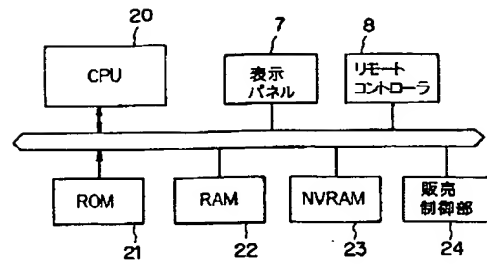 20
7
8
CPU
表示
パネル
リモート
コントローラ
ROM
RAM
NVRAM
販売
制御部
21
22
23
24